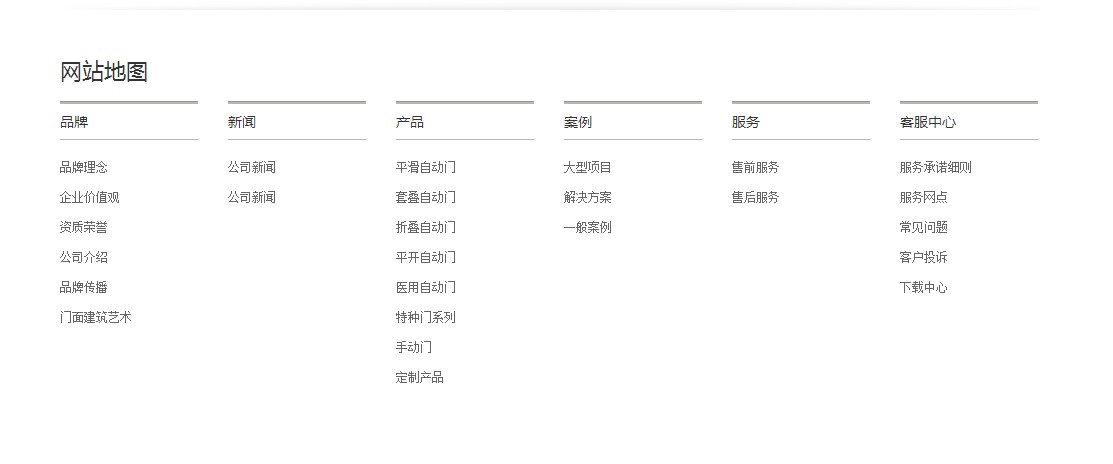 网站地图
品牌
品牌理念
企业价值观
资质荣誉
公司介绍
品牌传播
门面建筑艺术
新闻
公司新闻
公司新闻
产品
平滑自动门
套叠自动门
折叠自动门
平开自动门
医用自动门
特种门系列
手动门
定制产品
案例
大型项目
解决方案
一般案例
服务
售前服务
售后服务
客服中心
服务承诺细则
服务网点
常见问题
客户投诉
下载中心